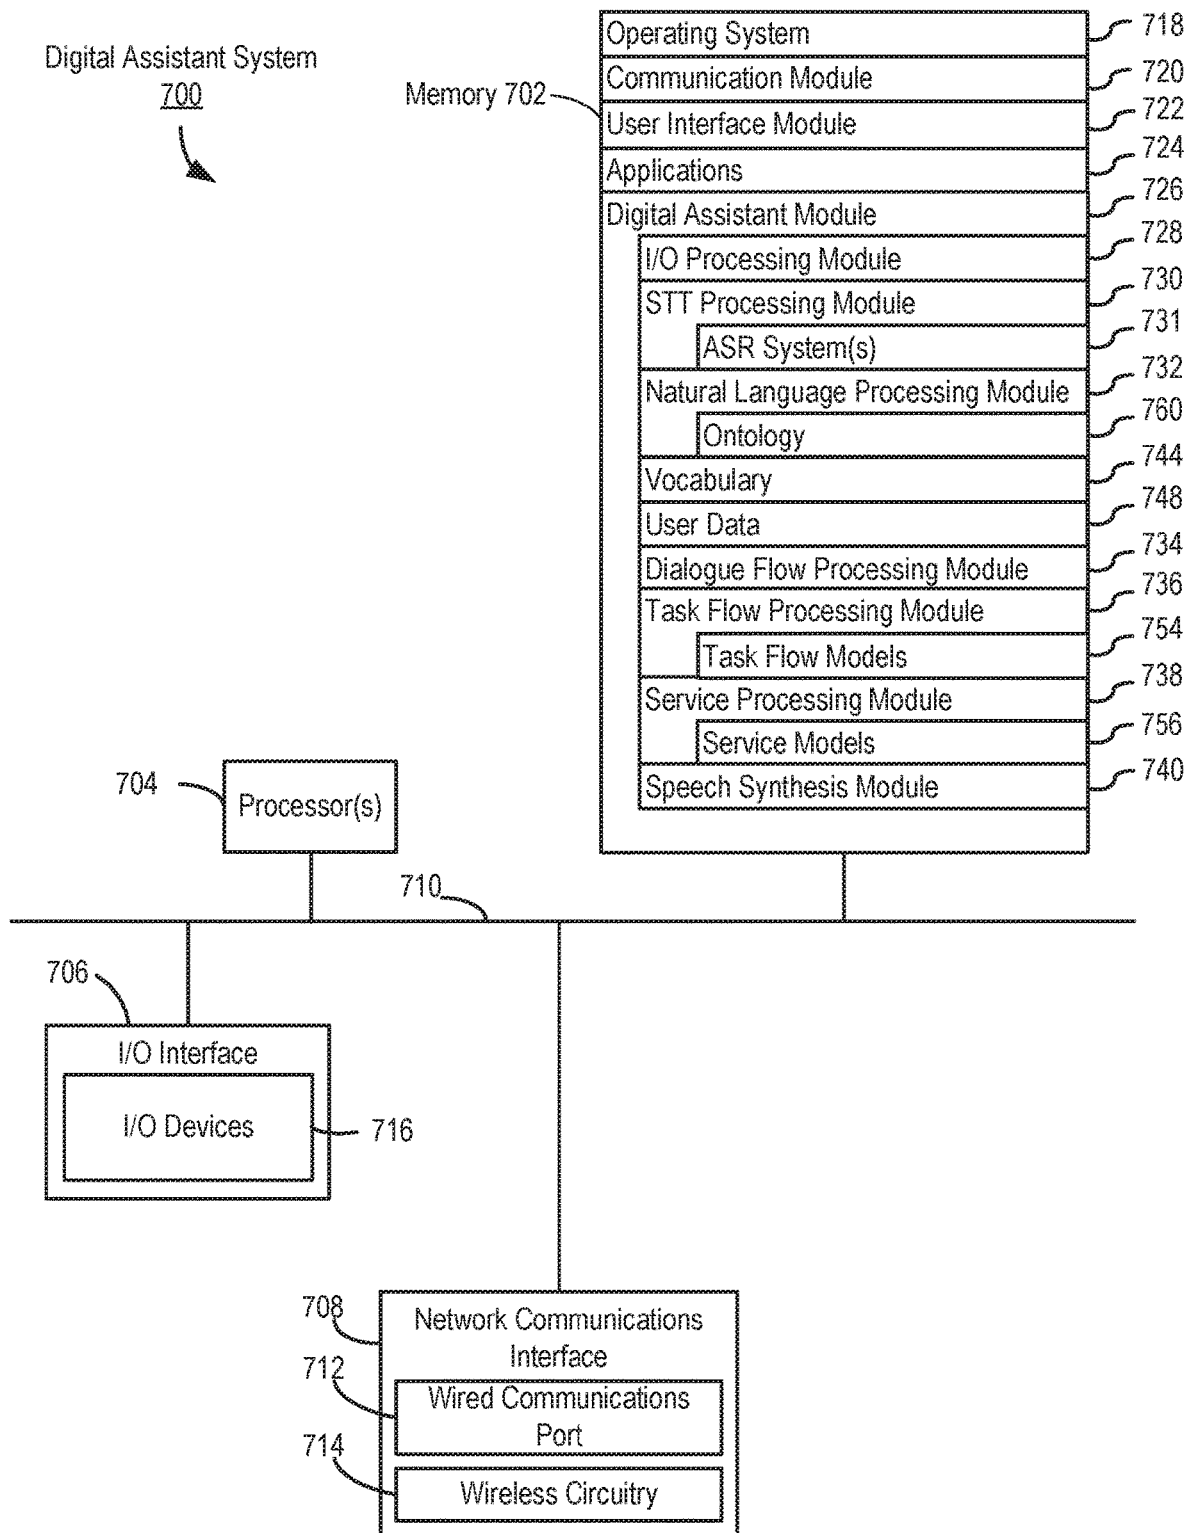 Digital Assistant System
700
Memory 702
Operating System 718
Communication Module 720
User Interface Module 722
Applications 724
Digital Assistant Module 726
I/O Processing Module 728
STT Processing Module 730
ASR System(s) 731
Natural Language Processing Module 732
Ontology 760
Vocabulary 744
User Data 748
Dialogue Flow Processing Module 734
Task Flow Processing Module 736
Task Flow Models 754
Service Processing Module 738
Service Models 756
Speech Synthesis Module 740
704
Processor(s)
710
706
I/O Interface
I/O Devices
716
708
Network Communications
Interface
712
Wired Communications
Port
714
Wireless Circuitry